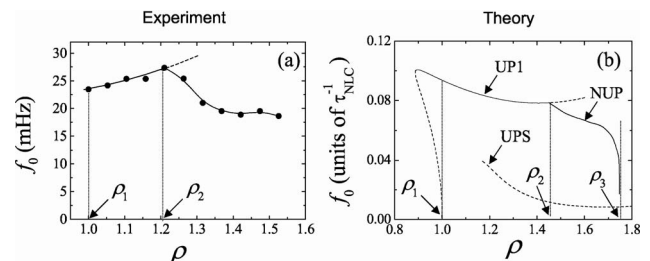 Experiment
Theory
30
25
20
15
10
5
0
f₀ (mHz)
(a)
ρ₁
ρ₂
1.0 1.1 1.2 1.3 1.4 1.5 1.6
ρ
0.12
0.08
0.04
0.00
f₀ (units of τ⁻¹NLC)
(b)
UP1
NUP
UPS
ρ₁
ρ₂
ρ₃
0.8 1.0 1.2 1.4 1.6 1.8
ρ